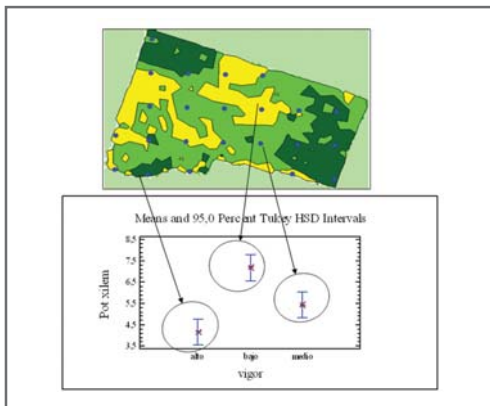 Means and 95,0 Percent Tukey HSD Intervals
Pot xilem
8,5
7,5
6,5
5,5
4,5
3,5
alto
bajo
medio
vigor